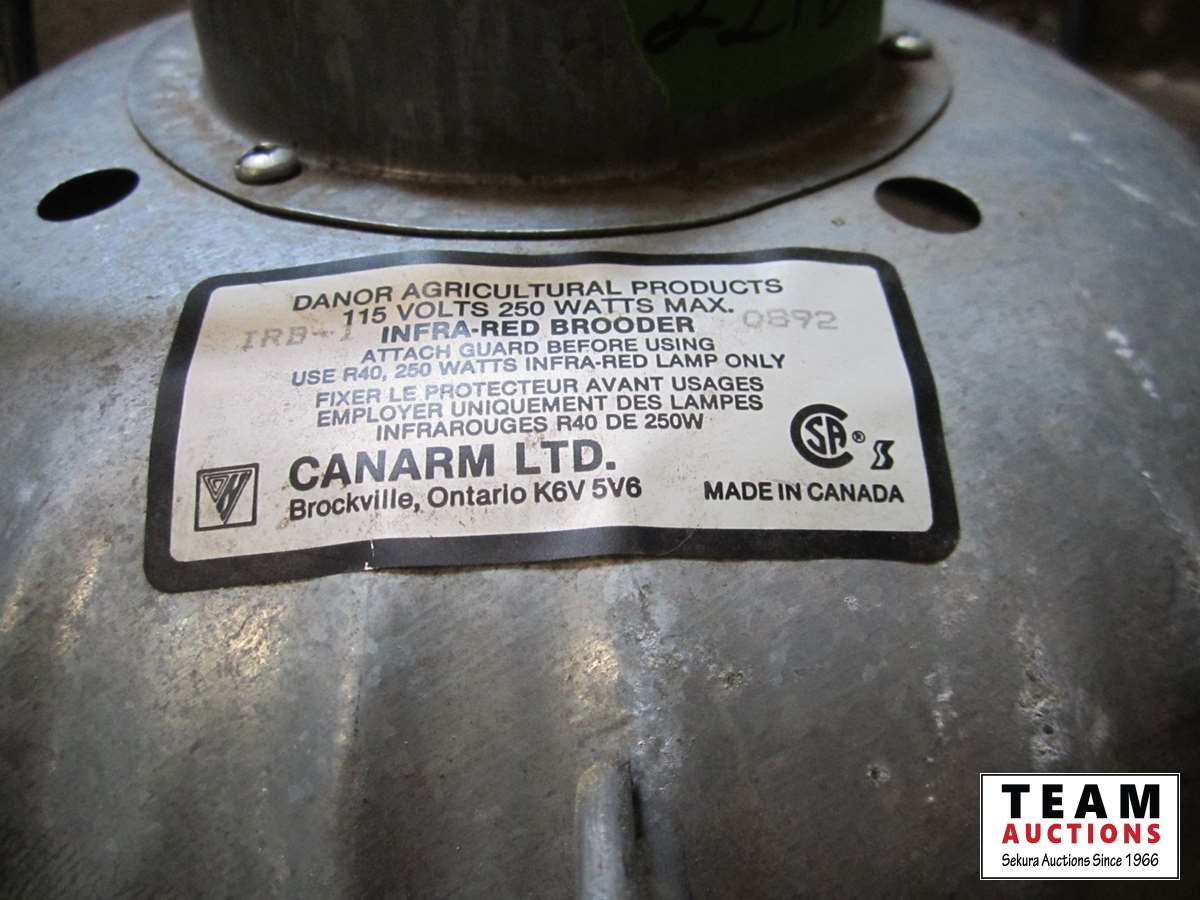 DANOR AGRICULTURAL PRODUCTS
115 VOLTS 250 WATTS MAX.
IRB-1 INFRA-RED BROODER 0892
ATTACH GUARD BEFORE USING
USE R40, 250 WATTS INFRA-RED LAMP ONLY
FIXER LE PROTECTEUR AVANT USAGES
EMPLOYER UNIQUEMENT DES LAMPES
INFRAROUGES R40 DE 250W
CANARM LTD.
Brockville, Ontario K6V 5V6
CSA ®
MADE IN CANADA
TEAM
AUCTIONS
Sekura Auctions Since 1966